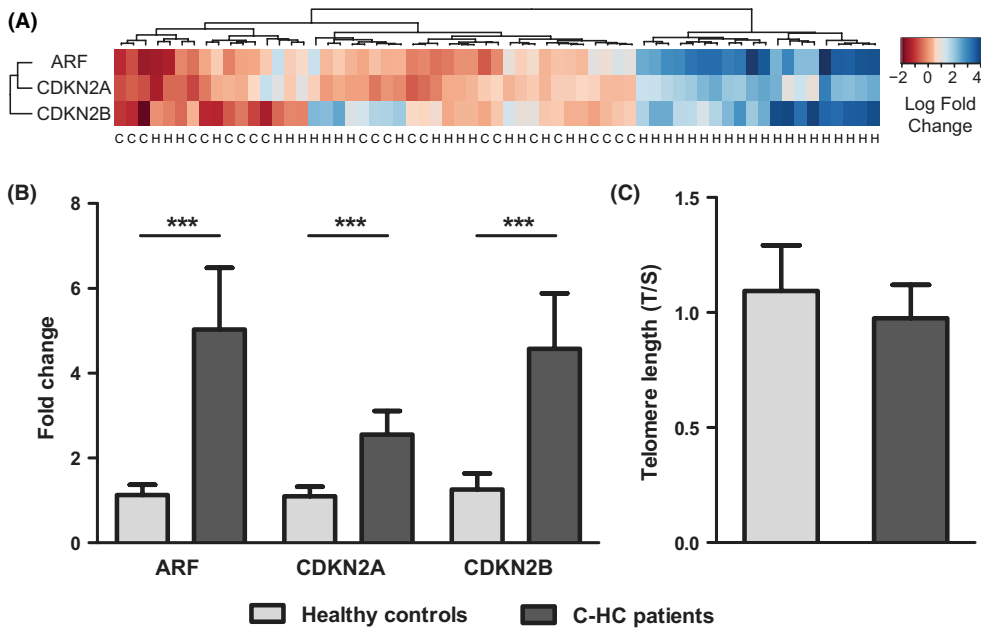 (A)
ARF
CDKN2A
CDKN2B
C C C H H H C C H C C C C H H H H H H H C C C H C C H H H H C C H H C H C H H C C C C H H H H H H H H H H H H H H H H H H H H
−2 0 2 4
Log Fold
Change
(B)
Fold change
8
6
4
2
0
***
***
***
ARF
CDKN2A
CDKN2B
(C)
Telomere length (T/S)
1.5
1.0
0.5
0.0
Healthy controls
C-HC patients